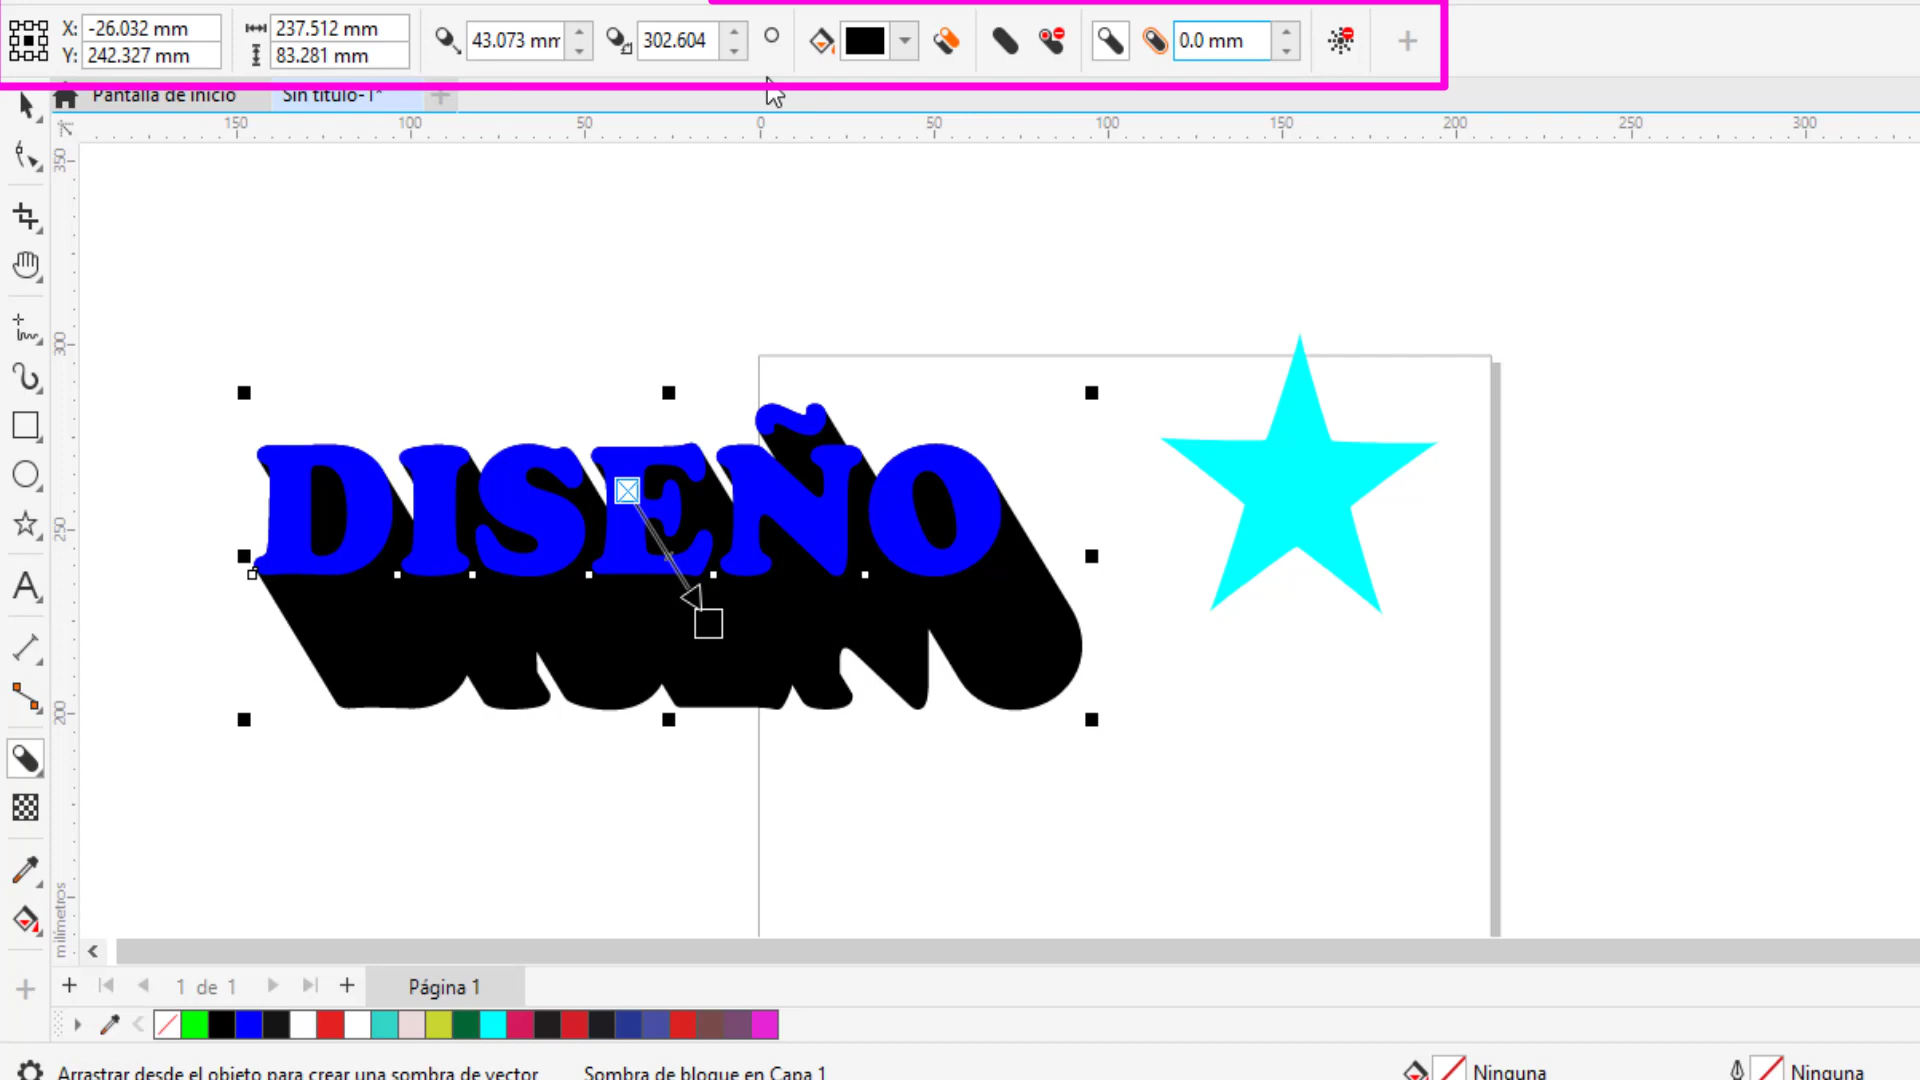 X: -26.032 mm 237.512 mm 43.073 mm 302.604 0.0 mm
Y: 242.327 mm 83.281 mm
Pantalla de inicio Sin título-1*
150 100 50 0 50 100 150 200 250 300
350
300
250
200
milímetros
DISEÑO
A
1 de 1 Página 1
Arrastrar desde el objeto para crear una sombra de vector Sombra de bloque en Capa 1 Ninguna Ninguna